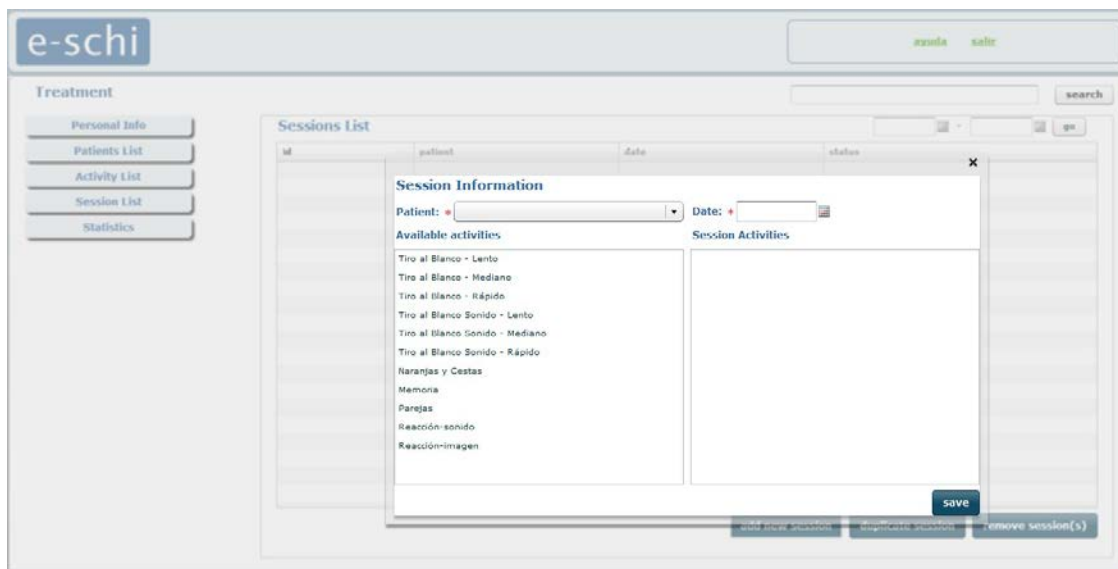 e-schi
ayuda salir
Treatment
search
Personal Info
Patients List
Activity List
Session List
Statistics
Sessions List
- go
id patient date status
x
Session Information
Patient: * Date: *
Available activities Session Activities
Tiro al Blanco - Lento
Tiro al Blanco - Mediano
Tiro al Blanco - Rápido
Tiro al Blanco Sonido - Lento
Tiro al Blanco Sonido - Mediano
Tiro al Blanco Sonido - Rápido
Naranjas y Cestas
Memoria
Parejas
Reacción-sonido
Reacción-imagen
save
add new session duplicate session remove session(s)